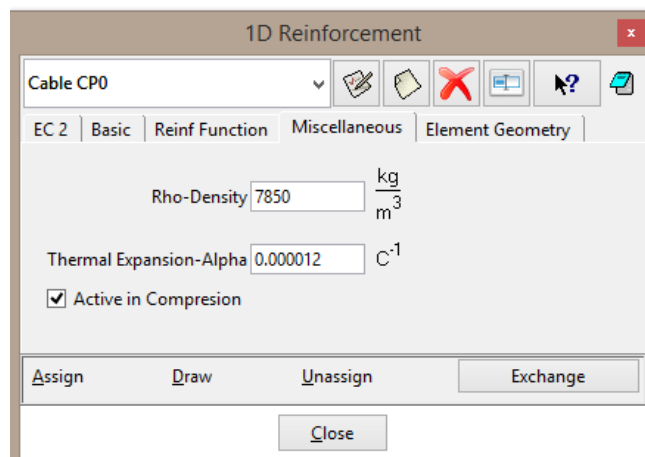 1D Reinforcement
x
Cable CP0
?
EC 2 Basic Reinf Function Miscellaneous Element Geometry
Rho-Density 7850 kg
m3
Thermal Expansion-Alpha 0.000012 C-1
Active in Compresion
Assign Draw Unassign Exchange
Close